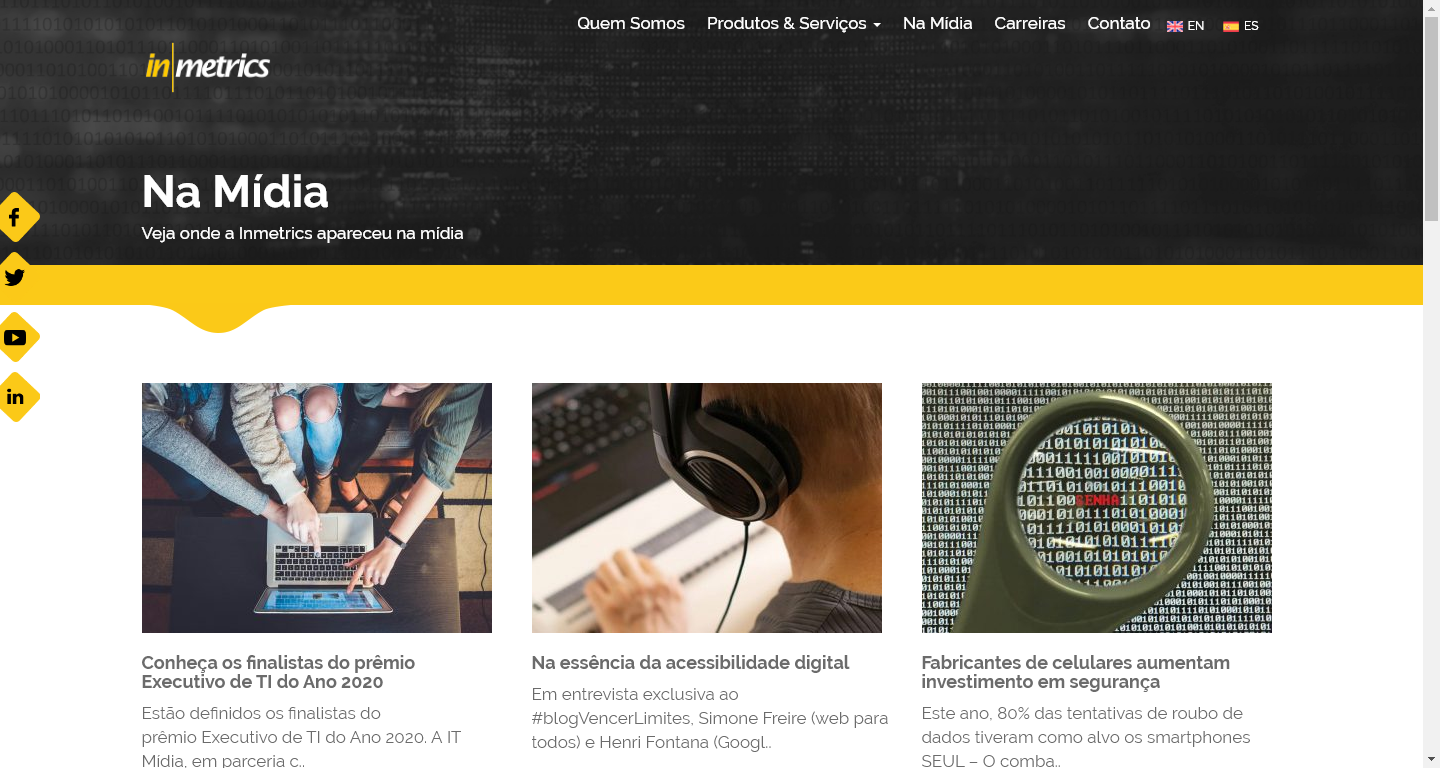 Quem Somos Produtos & Serviços Na Mídia Carreiras Contato EN ES
in metrics
Na Mídia
Veja onde a Inmetrics apareceu na mídia
SENHA
Conheça os finalistas do prêmio
Executivo de TI do Ano 2020
Estão definidos os finalistas do
prêmio Executivo de TI do Ano 2020. A IT
Mídia, em parceria c..
Na essência da acessibilidade digital
Em entrevista exclusiva ao
#blogVencerLimites, Simone Freire (web para
todos) e Henri Fontana (Googl..
Fabricantes de celulares aumentam
investimento em segurança
Este ano, 80% das tentativas de roubo de
dados tiveram como alvo os smartphones
SEUL – O comba..